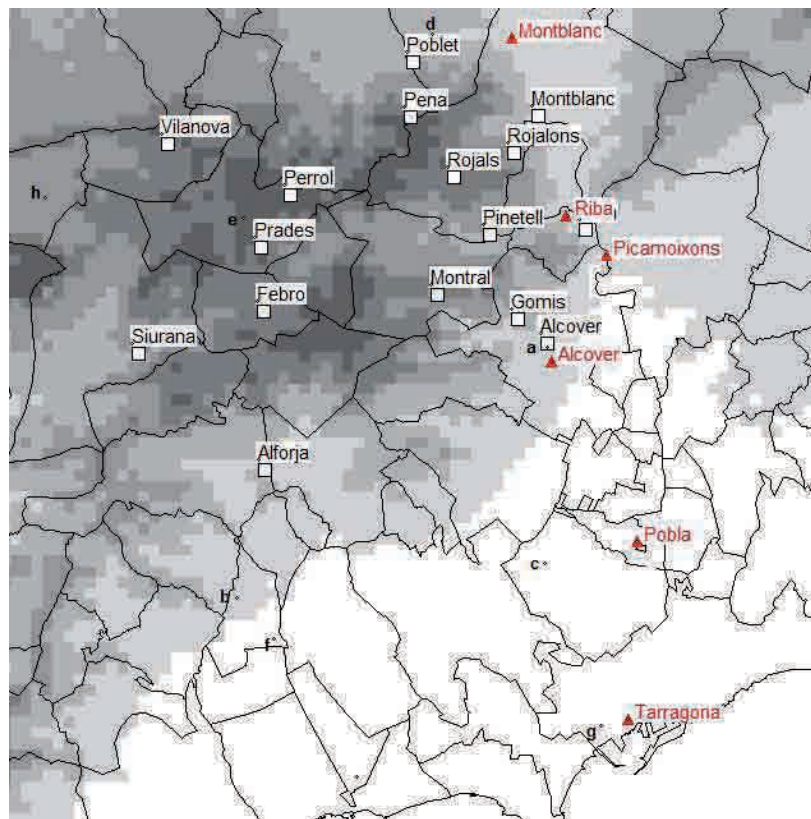 d
Montblanc
Poblet
Pena
Montblanc
Vilanova
Rojalons
Rojals
h
Perrol
e
Riba
Pinetell
Prades
Picamoixons
Montral
Febro
Gomis
Siurana
Alcover
a
Alcover
Alforja
Pobla
c
b
f
Tarragona
g